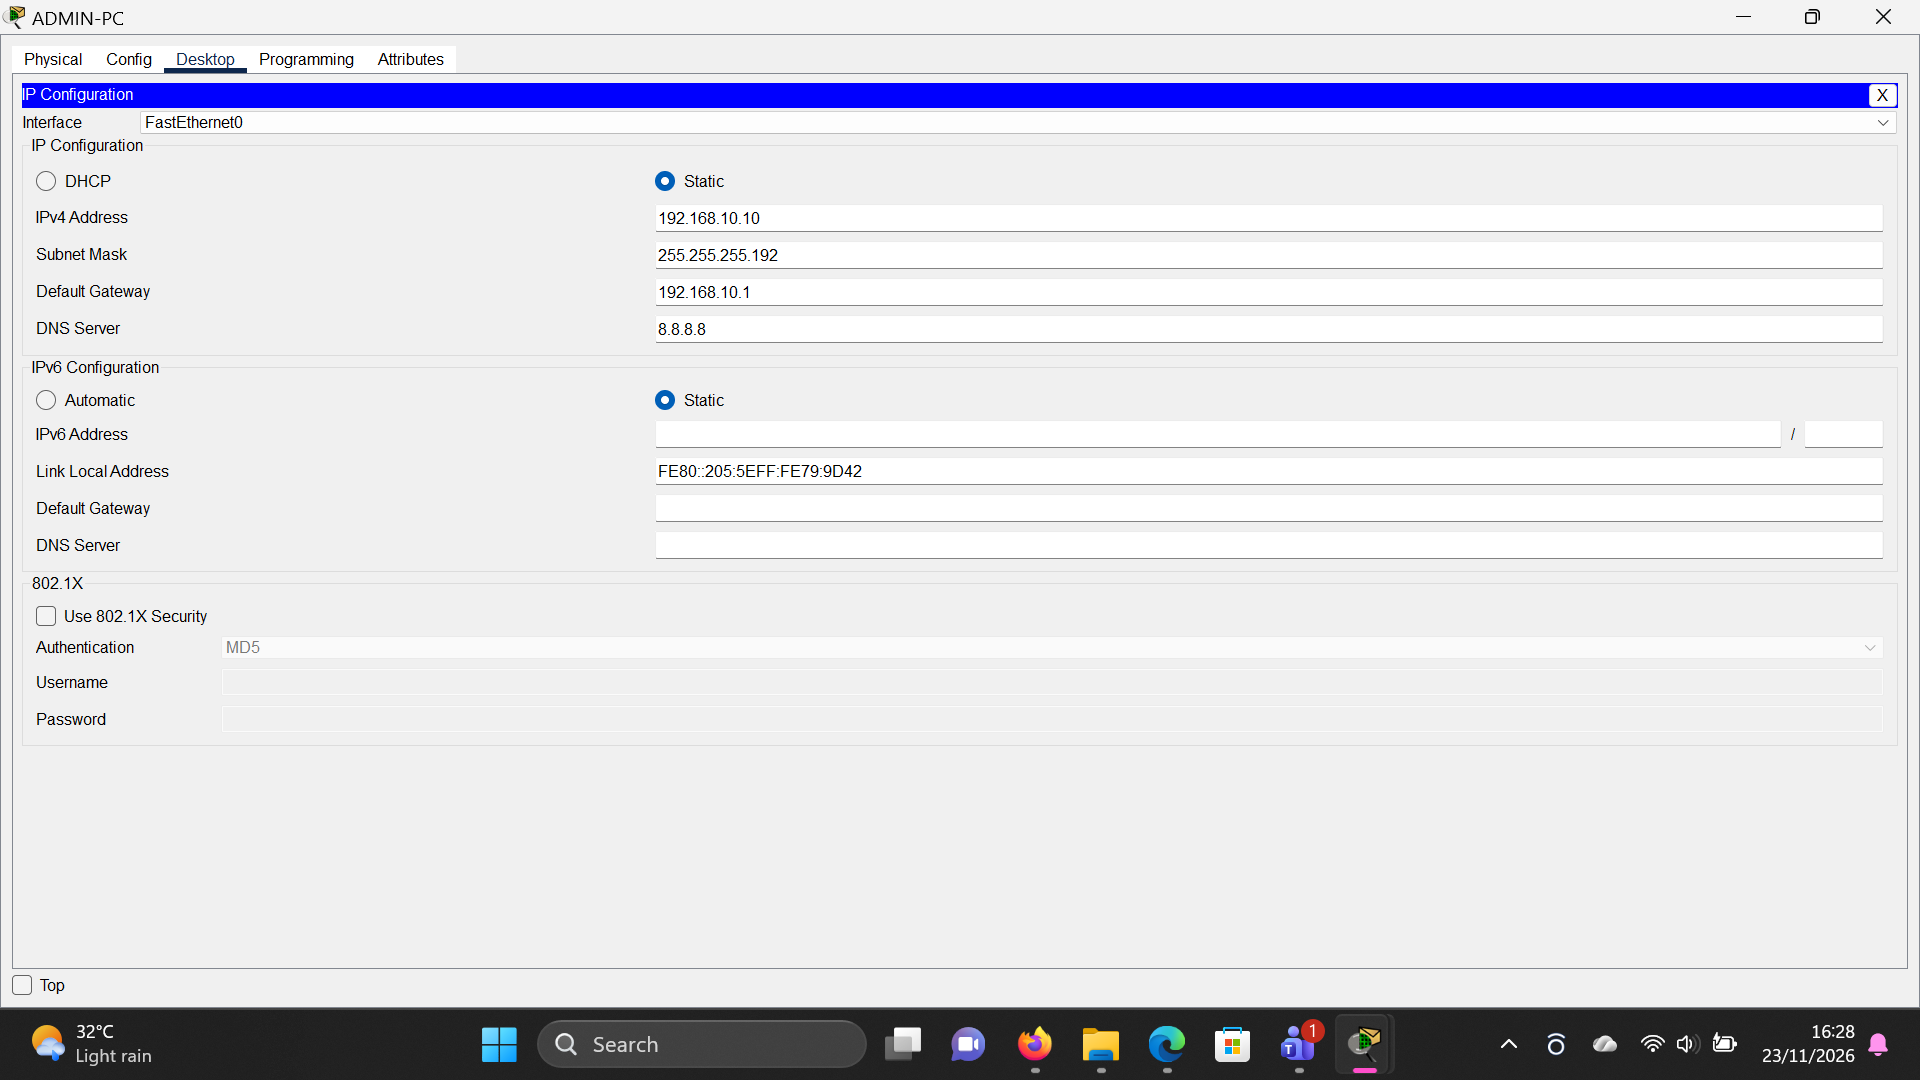 ADMIN-PC
Physical Config Desktop Programming Attributes
IP Configuration X
Interface FastEthernet0
IP Configuration
DHCP Static
IPv4 Address 192.168.10.10
Subnet Mask 255.255.255.192
Default Gateway 192.168.10.1
DNS Server 8.8.8.8
IPv6 Configuration
Automatic Static
IPv6 Address /
Link Local Address FE80::205:5EFF:FE79:9D42
Default Gateway
DNS Server
802.1X
Use 802.1X Security
Authentication MD5
Username
Password
Top
32°C
Light rain
Search
1
T
16:28
23/11/2026